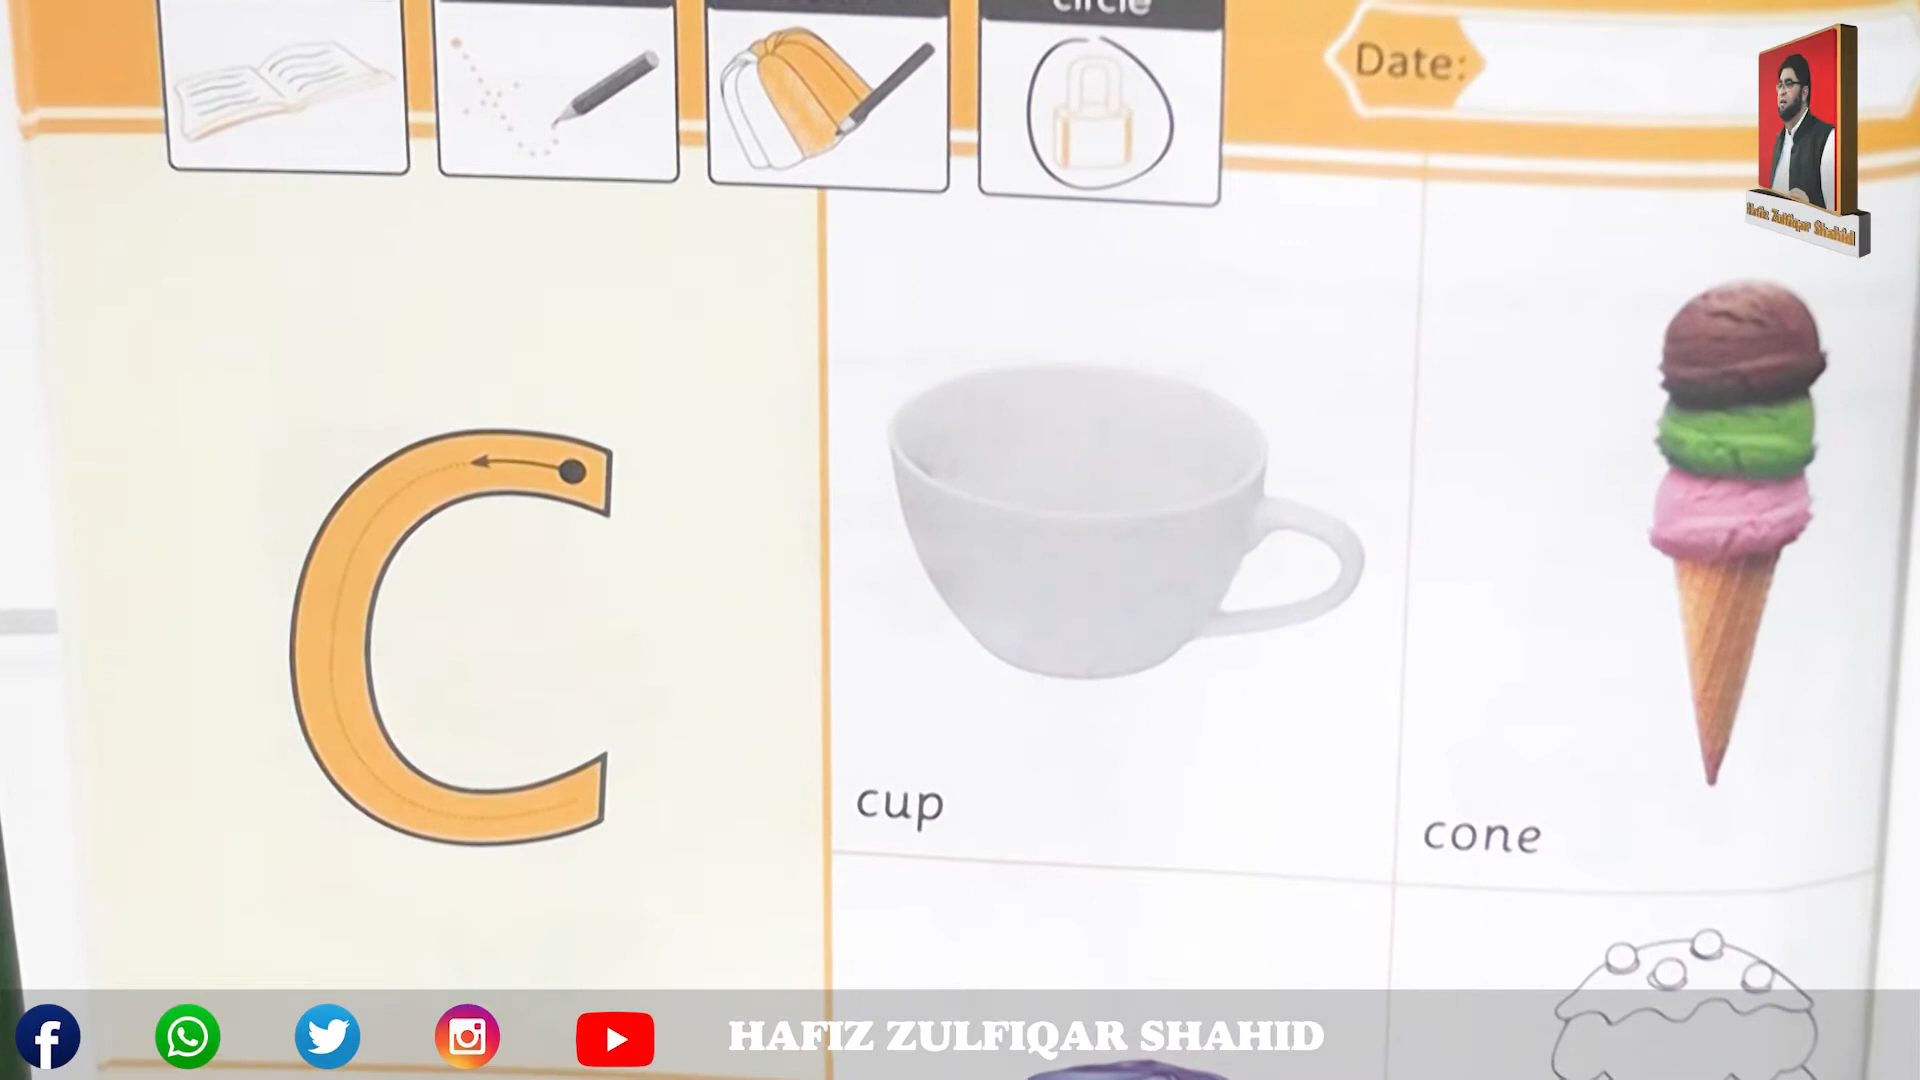 circle
Date:
Hafiz Zulfiqar Shahid
C
cup
cone
HAFIZ ZULFIQAR SHAHID